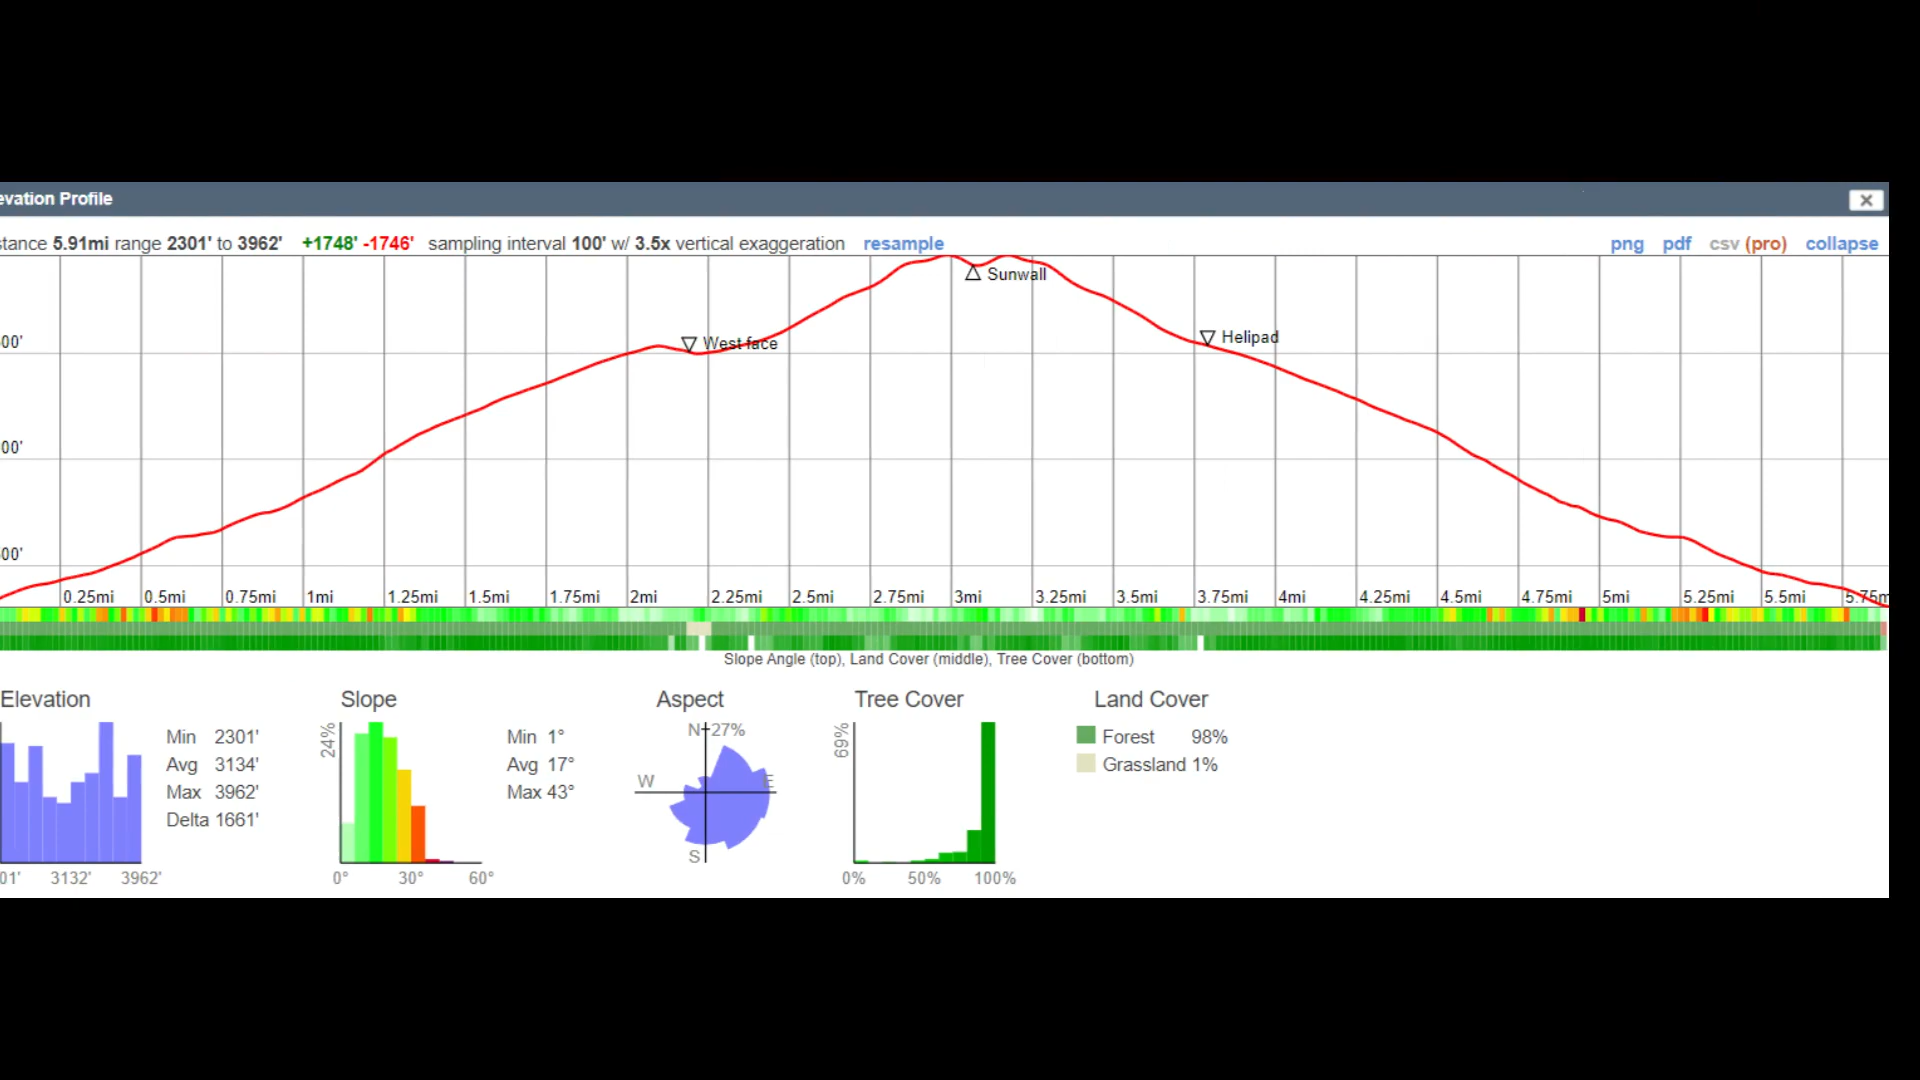 evation Profile
stance 5.91mi range 2301' to 3962' +1748' -1746' sampling interval 100' w/ 3.5x vertical exaggeration resample png pdf csv (pro) collapse
Sunwall
Helipad
00'
West face
00'
00'
0.25mi 0.5mi 0.75mi 1mi 1.25mi 1.5mi 1.75mi 2mi 2.25mi 2.5mi 2.75mi 3mi 3.25mi 3.5mi 3.75mi 4mi 4.25mi 4.5mi 4.75mi 5mi 5.25mi 5.5mi 5.75m
Slope Angle (top), Land Cover (middle), Tree Cover (bottom)
Elevation
Min 2301'
Avg 3134'
Max 3962'
Delta 1661'
01' 3132' 3962'
Slope
24%
Min 1°
Avg 17°
Max 43°
0° 30° 60°
Aspect
N 27%
W E
S
Tree Cover
69%
0% 50% 100%
Land Cover
Forest 98%
Grassland 1%